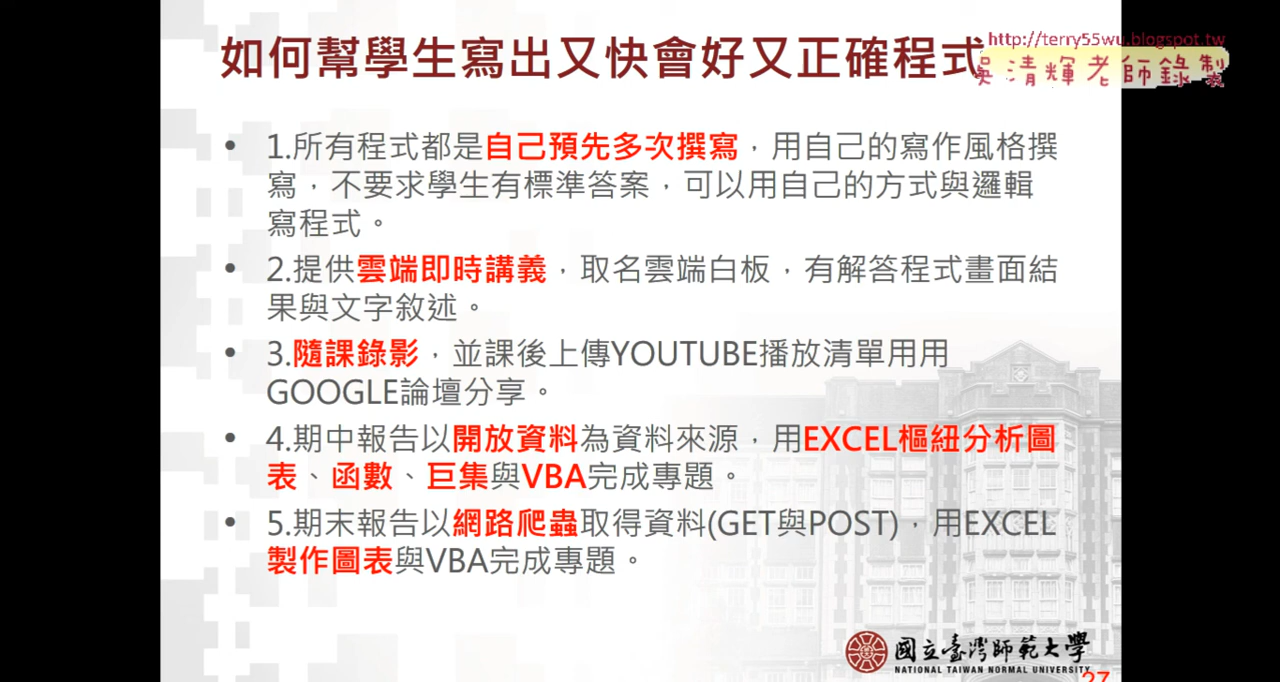 如何幫學生寫出又快會好又正確程式
http://terry55wu.blogspot.tw
吳清輝老師錄製
• 1.所有程式都是自己預先多次撰寫，用自己的寫作風格撰
寫，不要求學生有標準答案，可以用自己的方式與邏輯
寫程式。
• 2.提供雲端即時講義，取名雲端白板，有解答程式畫面結
果與文字敘述。
• 3.隨課錄影，並課後上傳YOUTUBE播放清單用用
GOOGLE論壇分享。
• 4.期中報告以開放資料為資料來源，用EXCEL樞紐分析圖
表、函數、巨集與VBA完成專題。
• 5.期末報告以網路爬蟲取得資料(GET與POST)，用EXCEL
製作圖表與VBA完成專題。
國立臺灣師範大學
NATIONAL TAIWAN NORMAL UNIVERSITY
27